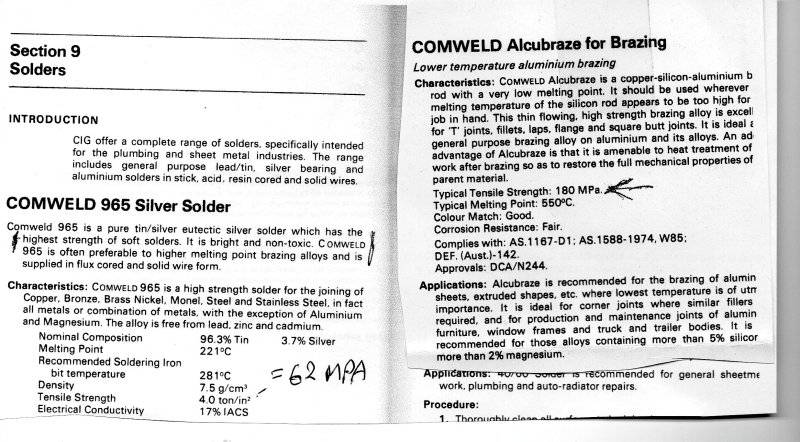 Section 9
Solders
INTRODUCTION
CIG offer a complete range of solders, specifically intended
for the plumbing and sheet metal industries. The range
includes general purpose lead/tin, silver bearing and
aluminium solders in stick, acid, resin cored and solid wires.
COMWELD 965 Silver Solder
Comweld 965 is a pure tin/silver eutectic silver solder which has the
highest strength of soft solders. It is bright and non-toxic. COMWELD
965 is often preferable to higher melting point brazing alloys and is
supplied in flux cored and solid wire form.
Characteristics: COMWELD 965 is a high strength solder for the joining of
Copper, Bronze, Brass Nickel, Monel, Steel and Stainless Steel, in fact
all metals or combination of metals, with the exception of Aluminium
and Magnesium. The alloy is free from lead, zinc and cadmium.
Nominal Composition 96.3% Tin 3.7% Silver
Melting Point 221ºC
Recommended Soldering Iron
bit temperature 281ºC
Density 7.5 g/cm³
Tensile Strength 4.0 ton/in²
Electrical Conductivity 17% IACS
= 62 MPA
COMWELD Alcubraze for Brazing
Lower temperature aluminium brazing
Characteristics: COMWELD Alcubraze is a copper-silicon-aluminium b
rod with a very low melting point. It should be used wherever
melting temperature of the silicon rod appears to be too high for
job in hand. This thin flowing, high strength brazing alloy is excell
for 'T' joints, fillets, laps, flange and square butt joints. It is ideal a
general purpose brazing alloy on aluminium and its alloys. An ad
advantage of Alcubraze is that it is amenable to heat treatment of
work after brazing so as to restore the full mechanical properties of
parent material.
Typical Tensile Strength: 180 MPa.
Typical Melting Point: 550ºC.
Colour Match: Good.
Corrosion Resistance: Fair.
Complies with: AS.1167-D1; AS.1588-1974, W85;
DEF. (Aust.)-142.
Approvals: DCA/N244.
Applications: Alcubraze is recommended for the brazing of alumin
sheets, extruded shapes, etc. where lowest temperature is of utm
importance. It is ideal for corner joints where similar fillers
required, and for production and maintenance joints of alumin
furniture, window frames and truck and trailer bodies. It is
recommended for those alloys containing more than 5% silicor
more than 2% magnesium.
Applications: 40/60 Solder is recommended for general sheetme
work, plumbing and auto-radiator repairs.
Procedure:
1. Thoroughly clean all